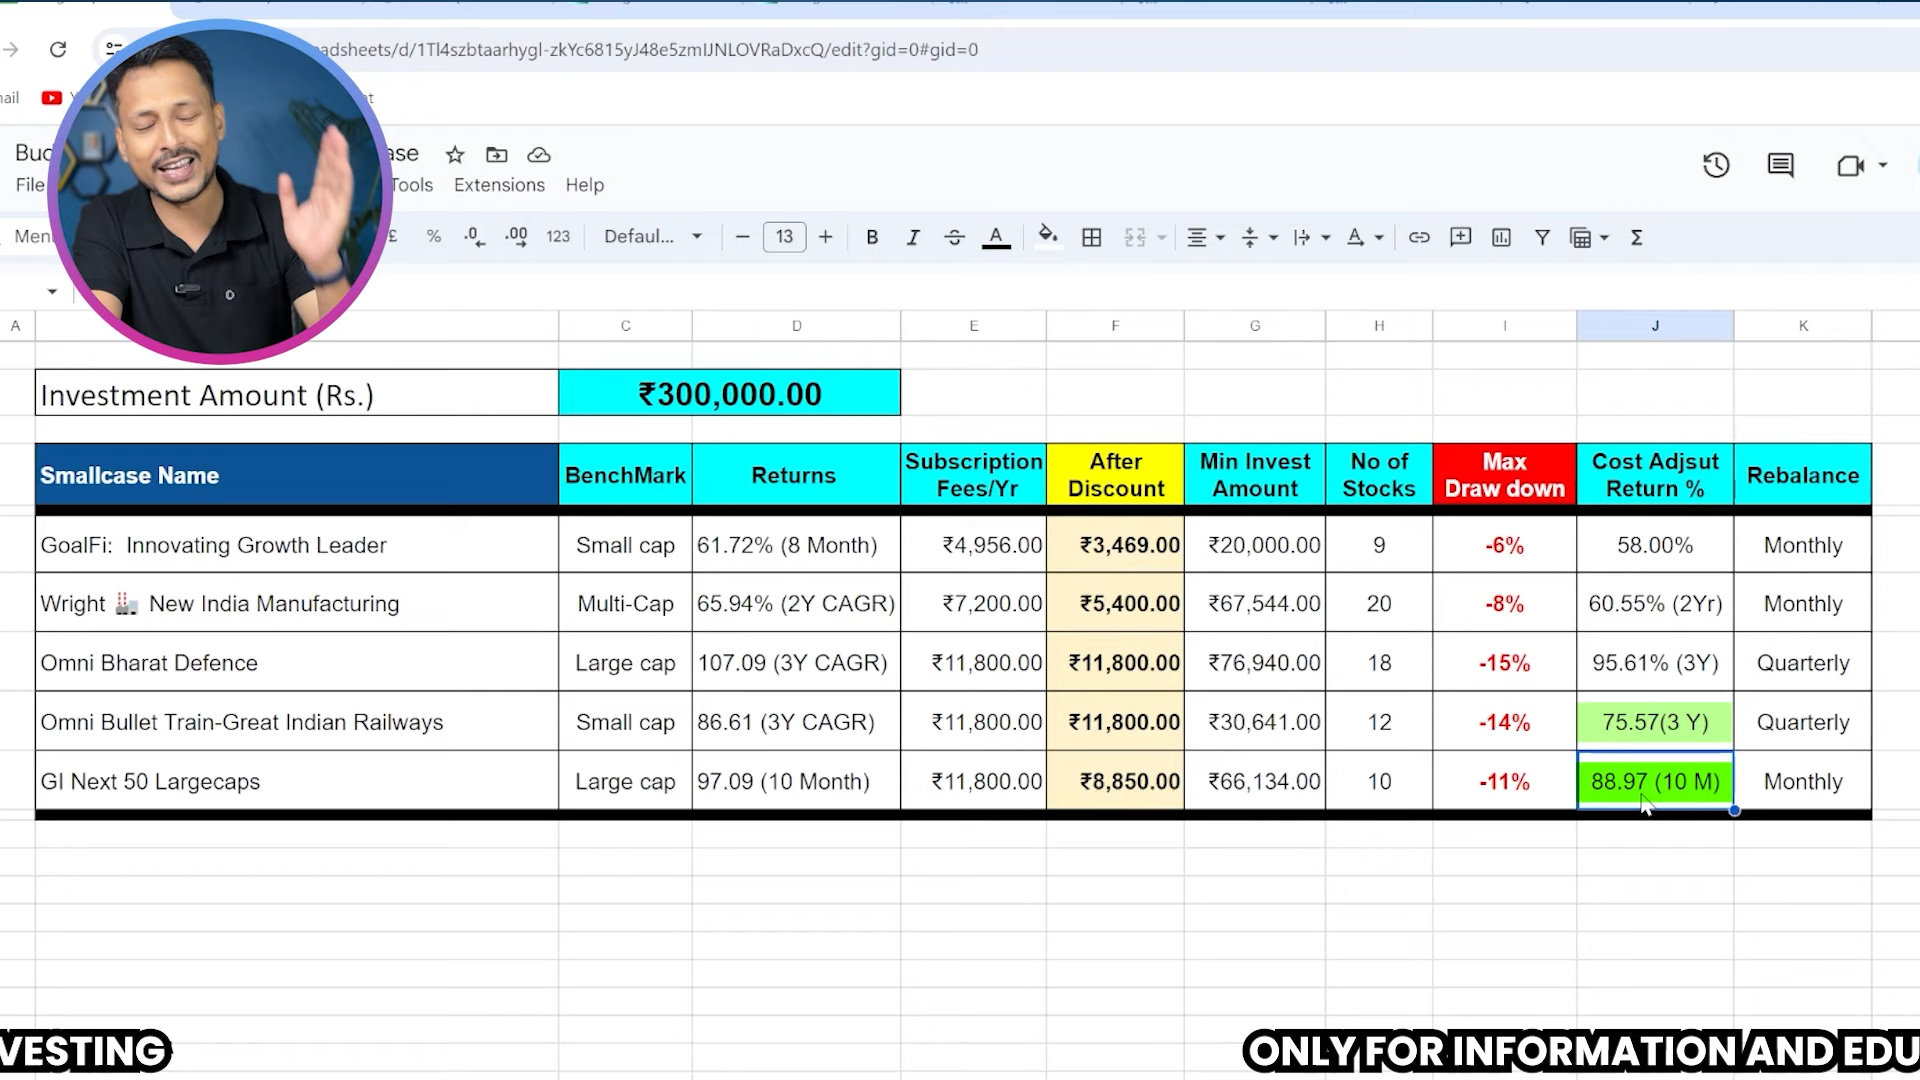 adsheets/d/1Tl4szbtaarhygl-zkYc6815yJ48e5zmIJNLOVRaDxcQ/edit?gid=0#gid=0
File
Tools Extensions Help
% .0 .00 123 Defaul... 13 B I A
A C D E F G H I J K
Investment Amount (Rs.) ₹300,000.00
Smallcase Name BenchMark Returns Subscription Fees/Yr After Discount Min Invest Amount No of Stocks Max Draw down Cost Adjsut Return % Rebalance
GoalFi: Innovating Growth Leader Small cap 61.72% (8 Month) ₹4,956.00 ₹3,469.00 ₹20,000.00 9 -6% 58.00% Monthly
Wright New India Manufacturing Multi-Cap 65.94% (2Y CAGR) ₹7,200.00 ₹5,400.00 ₹67,544.00 20 -8% 60.55% (2Yr) Monthly
Omni Bharat Defence Large cap 107.09 (3Y CAGR) ₹11,800.00 ₹11,800.00 ₹76,940.00 18 -15% 95.61% (3Y) Quarterly
Omni Bullet Train-Great Indian Railways Small cap 86.61 (3Y CAGR) ₹11,800.00 ₹11,800.00 ₹30,641.00 12 -14% 75.57(3 Y) Quarterly
GI Next 50 Largecaps Large cap 97.09 (10 Month) ₹11,800.00 ₹8,850.00 ₹66,134.00 10 -11% 88.97 (10 M) Monthly
VESTING ONLY FOR INFORMATION AND EDU